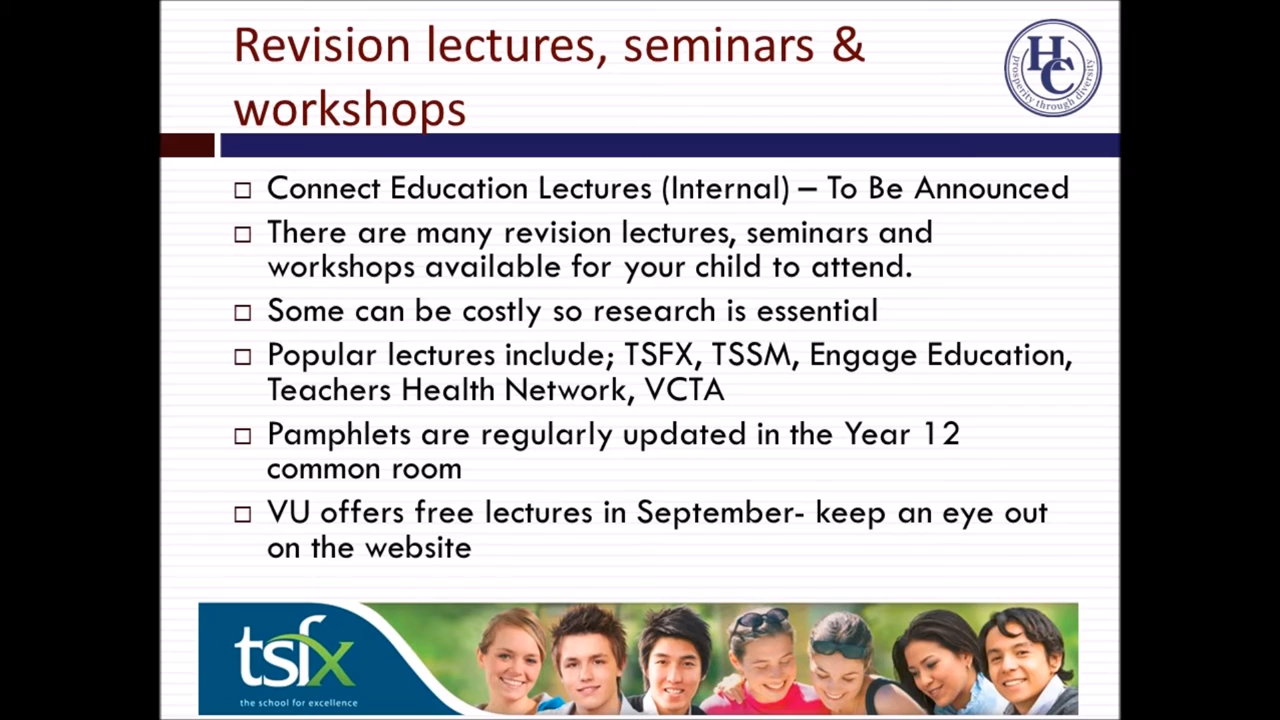 Revision lectures, seminars &
workshops
HC
prosperity through diversity
Connect Education Lectures (Internal) – To Be Announced
There are many revision lectures, seminars and
workshops available for your child to attend.
Some can be costly so research is essential
Popular lectures include; TSFX, TSSM, Engage Education,
Teachers Health Network, VCTA
Pamphlets are regularly updated in the Year 12
common room
VU offers free lectures in September- keep an eye out
on the website
tsfx
the school for excellence